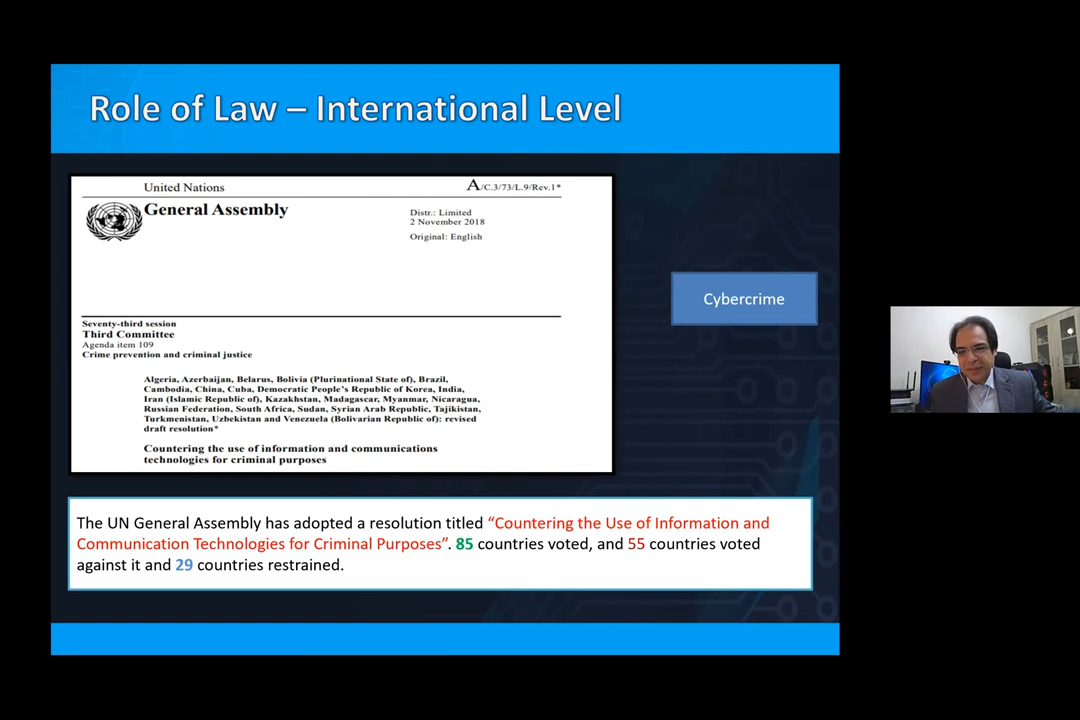 Role of Law – International Level
United Nations
A/C.3/73/L.9/Rev.1*
General Assembly
Distr.: Limited
2 November 2018
Original: English
Seventy-third session
Third Committee
Agenda item 109
Crime prevention and criminal justice
Algeria, Azerbaijan, Belarus, Bolivia (Plurinational State of), Brazil,
Cambodia, China, Cuba, Democratic People's Republic of Korea, India,
Iran (Islamic Republic of), Kazakhstan, Madagascar, Myanmar, Nicaragua,
Russian Federation, South Africa, Sudan, Syrian Arab Republic, Tajikistan,
Turkmenistan, Uzbekistan and Venezuela (Bolivarian Republic of): revised
draft resolution*
Countering the use of information and communications
technologies for criminal purposes
Cybercrime
The UN General Assembly has adopted a resolution titled “Countering the Use of Information and
Communication Technologies for Criminal Purposes”. 85 countries voted, and 55 countries voted
against it and 29 countries restrained.